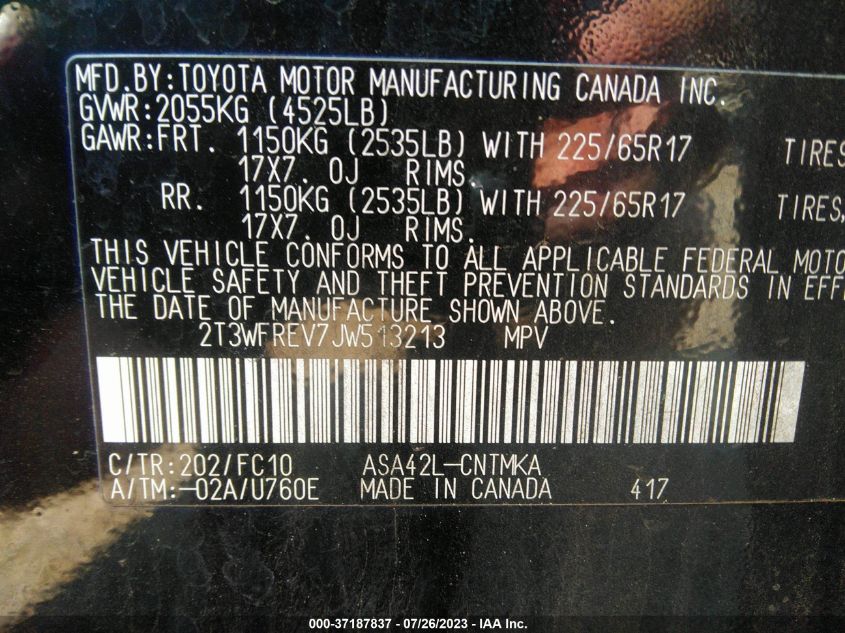 MFD.BY:TOYOTA MOTOR MANUFACTURING CANADA INC.
GVWR:2055KG (4525LB)
GAWR:FRT. 1150KG (2535LB) WITH 225/65R17 TIRES
17X7. 0J RIMS.
RR. 1150KG (2535LB) WITH 225/65R17 TIRES,
17X7. 0J RIMS.
THIS VEHICLE CONFORMS TO ALL APPLICABLE FEDERAL MOTO
VEHICLE SAFETY AND THEFT PREVENTION STANDARDS IN EFF
THE DATE OF MANUFACTURE SHOWN ABOVE.
2T3WFREV7JW513213 MPV
C/TR:202/FC10 ASA42L-CNTMKA
A/TM:-02A/U760E MADE IN CANADA 417
000-37187837 - 07/26/2023 - IAA Inc.